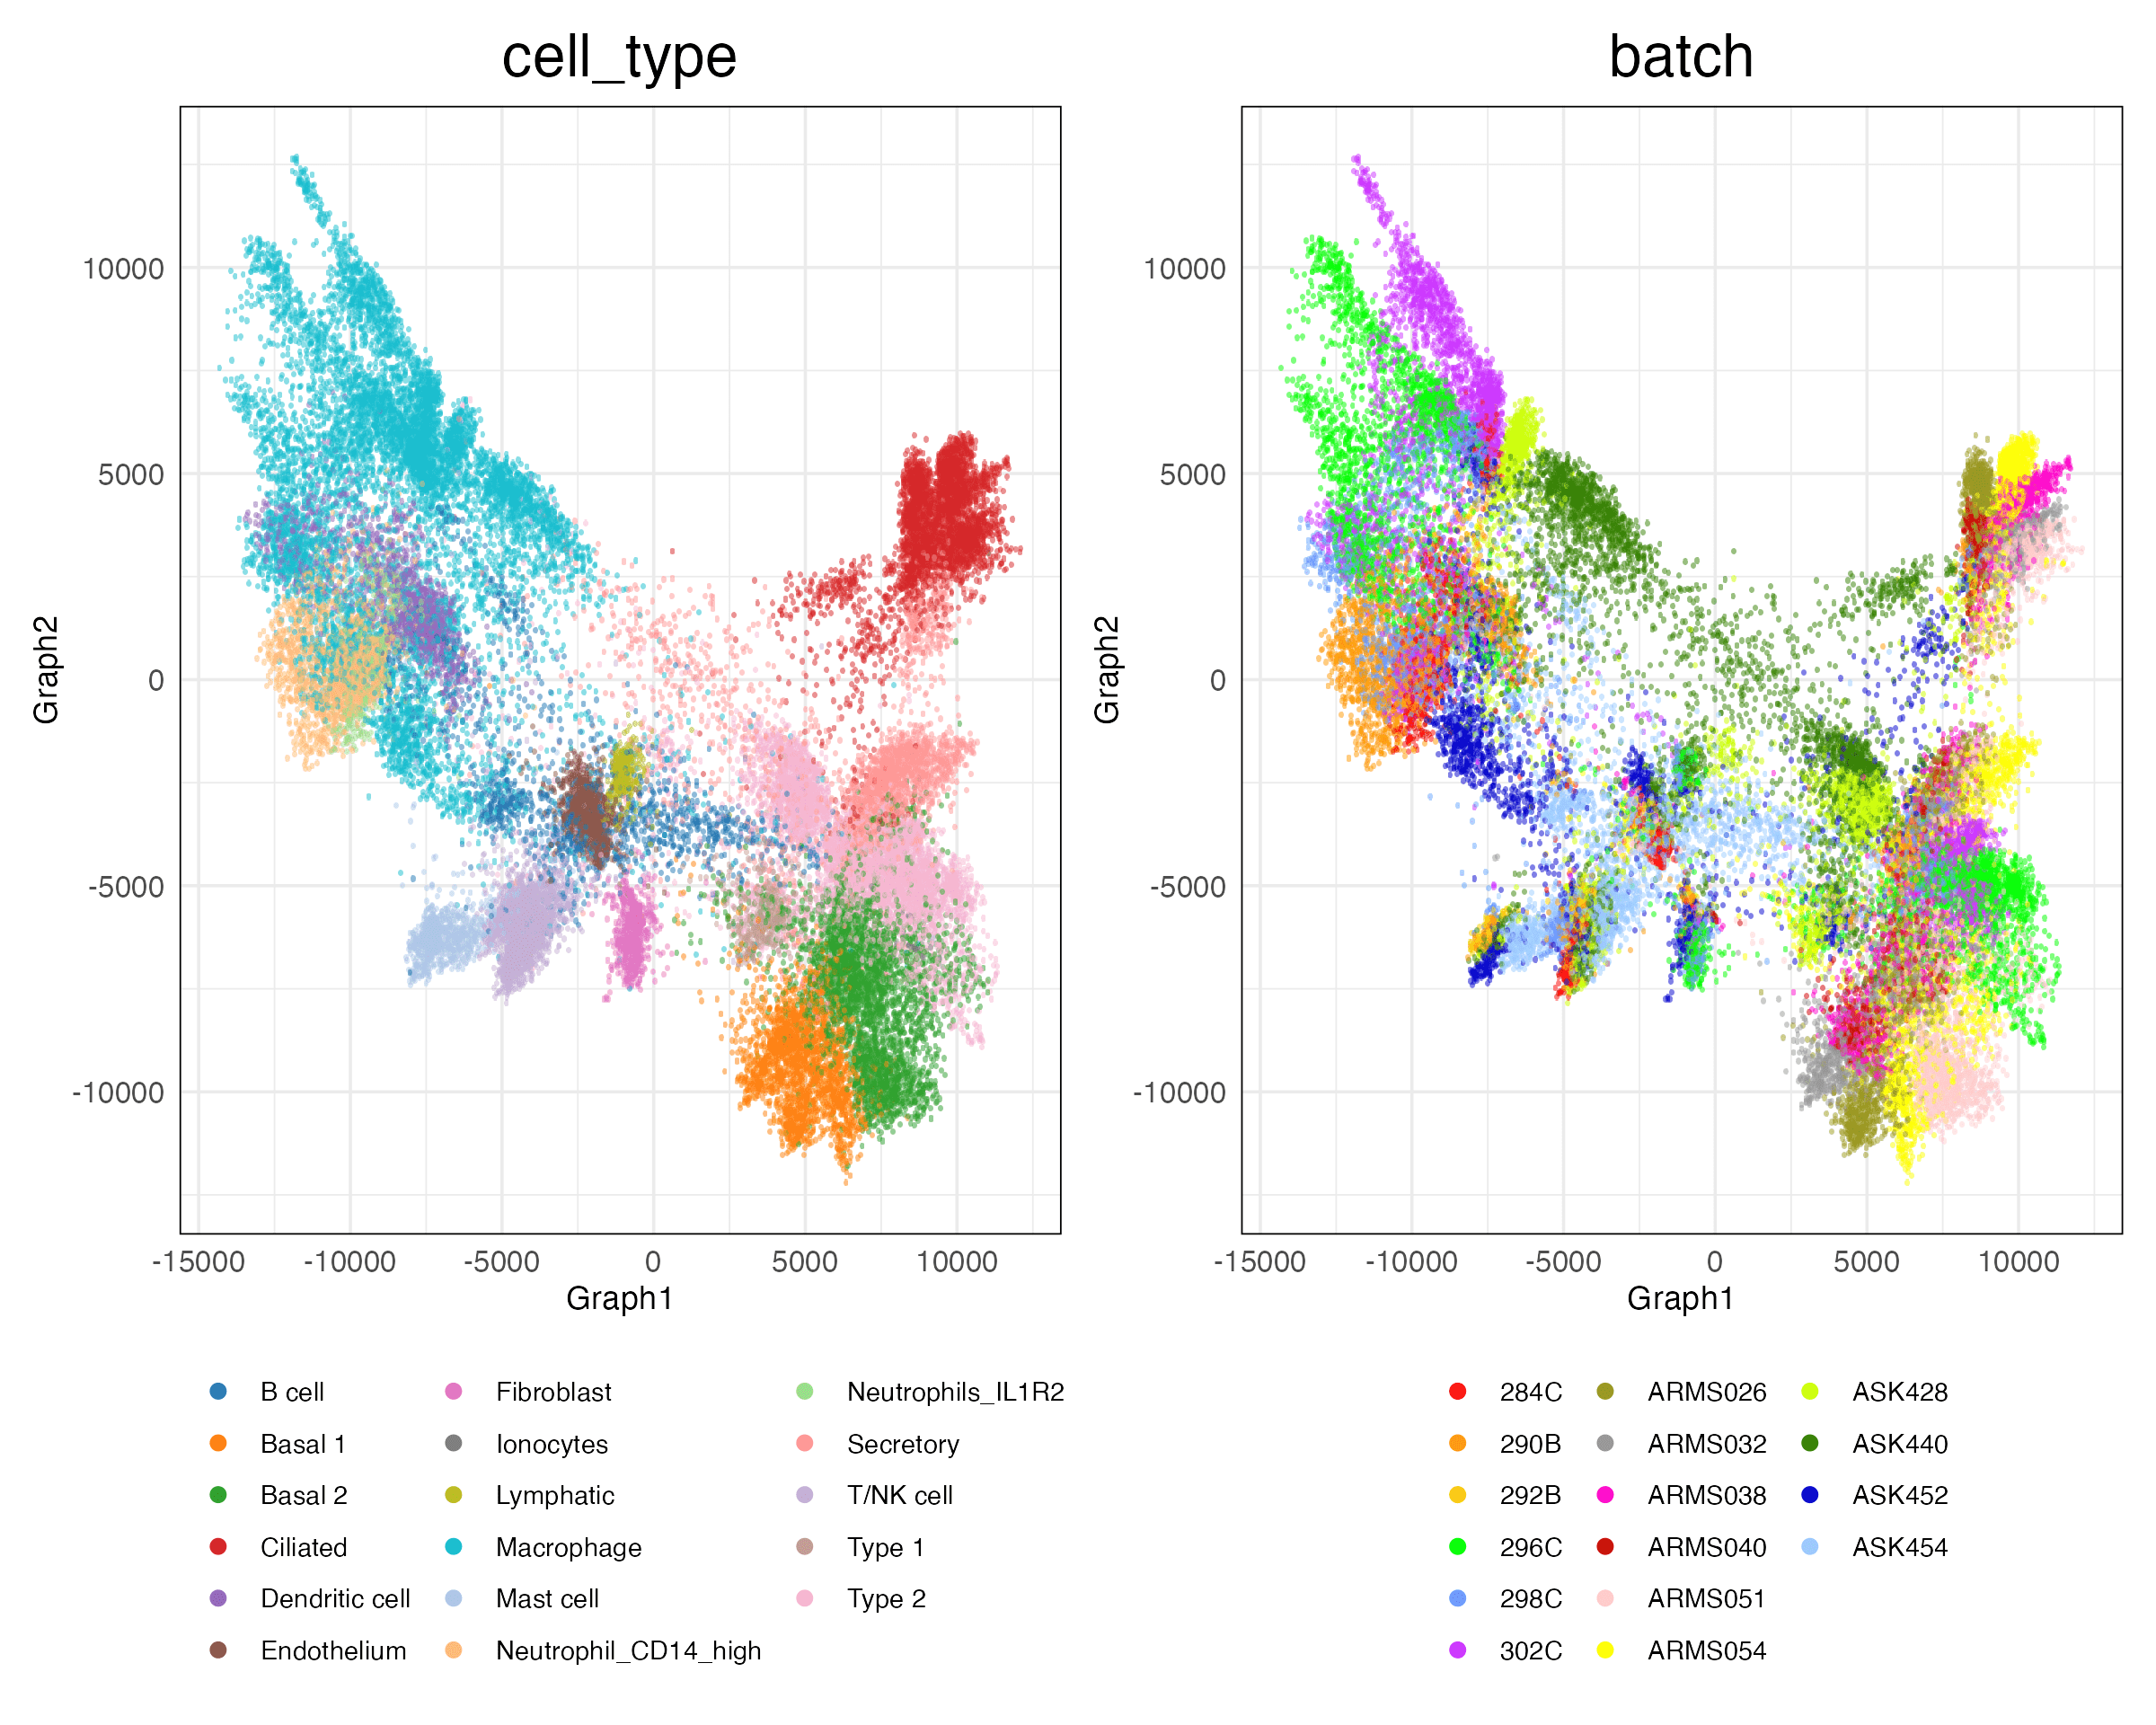 cell_type
batch
10000
5000
0
-5000
-10000
Graph2
-15000 -10000 -5000 0 5000 10000
Graph1
10000
5000
0
-5000
-10000
Graph2
-15000 -10000 -5000 0 5000 10000
Graph1
B cell Fibroblast Neutrophils_IL1R2
Basal 1 Ionocytes Secretory
Basal 2 Lymphatic T/NK cell
Ciliated Macrophage Type 1
Dendritic cell Mast cell Type 2
Endothelium Neutrophil_CD14_high
284C ARMS026 ASK428
290B ARMS032 ASK440
292B ARMS038 ASK452
296C ARMS040 ASK454
298C ARMS051
302C ARMS054